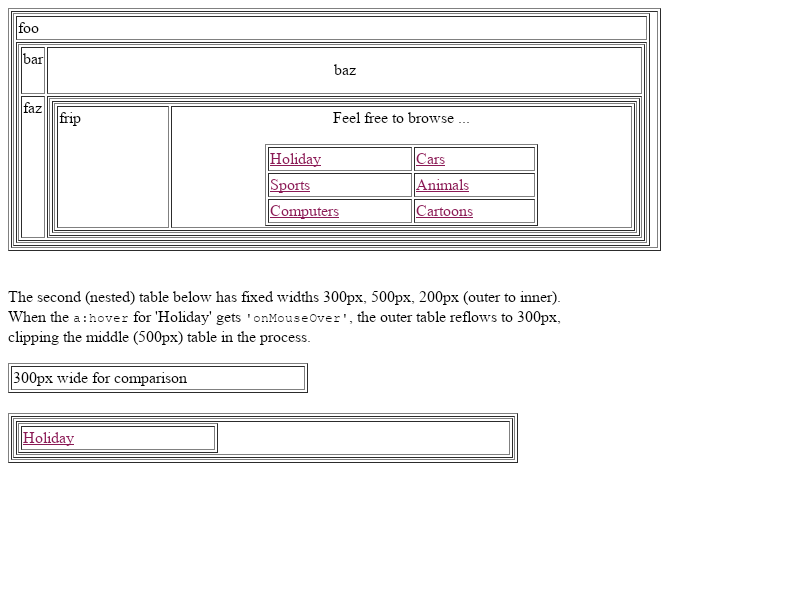 foo
bar
baz
faz
frip
Feel free to browse ...
Holiday Cars
Sports Animals
Computers Cartoons
The second (nested) table below has fixed widths 300px, 500px, 200px (outer to inner).
When the a:hover for 'Holiday' gets 'onMouseOver', the outer table reflows to 300px,
clipping the middle (500px) table in the process.
300px wide for comparison
Holiday